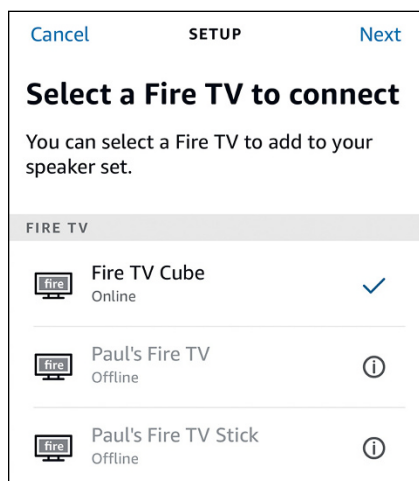 Cancel SETUP Next
Select a Fire TV to connect
You can select a Fire TV to add to your
speaker set.
FIRE TV
fire Fire TV Cube
Online
fire Paul's Fire TV
Offline
fire Paul's Fire TV Stick
Offline